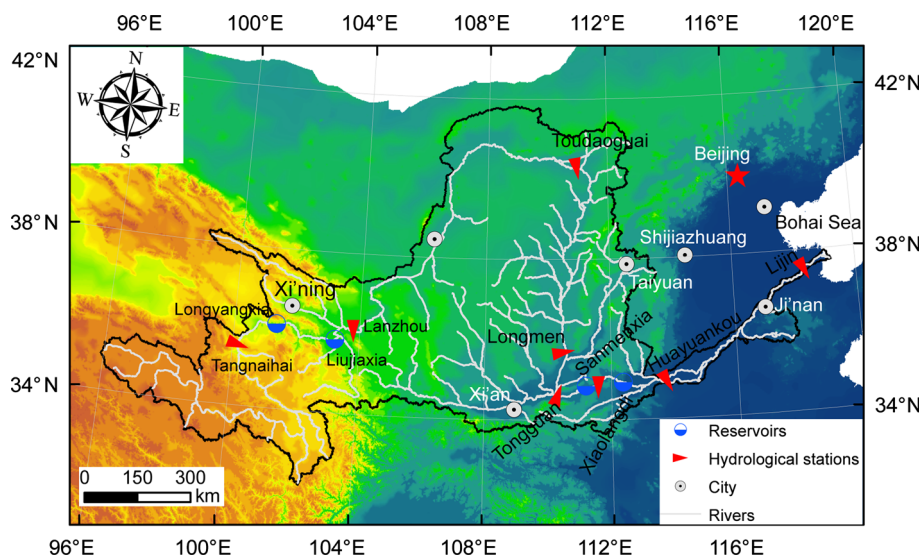 96°E 100°E 104°E 108°E 112°E 116°E 120°E
42°N
42°N
N
W E
S
Toudaoguai
Beijing
38°N
Bohai Sea
Shijiazhuang
38°N
Lijin
Taiyuan
Xi'ning
Longyangxia
Lanzhou
Ji'nan
Longmen
Sanmenxia
Huayuankou
Tangnaihai
Liujiaxia
34°N
Xi'an
34°N
Tongguan
Xiaolangdi
Reservoirs
Hydrological stations
City
Rivers
0 150 300
km
96°E 100°E 104°E 108°E 112°E 116°E